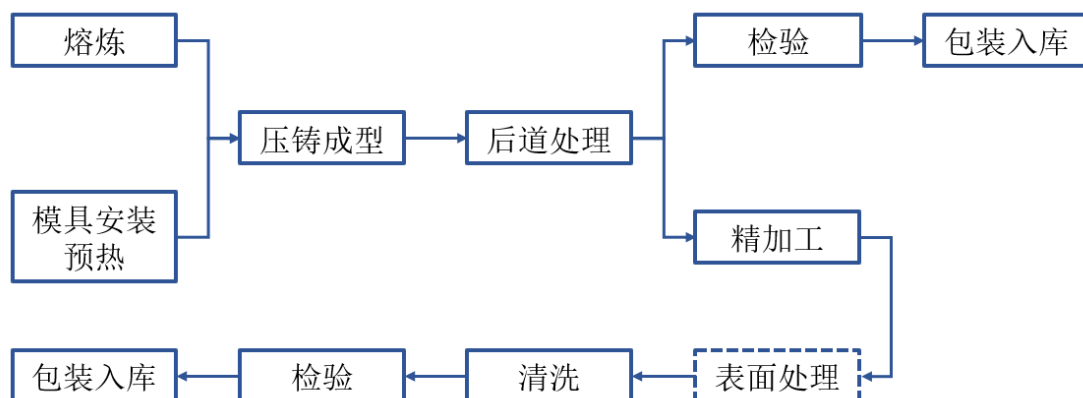 熔炼
检验
包装入库
压铸成型
后道处理
模具安装
预热
精加工
包装入库
检验
清洗
表面处理